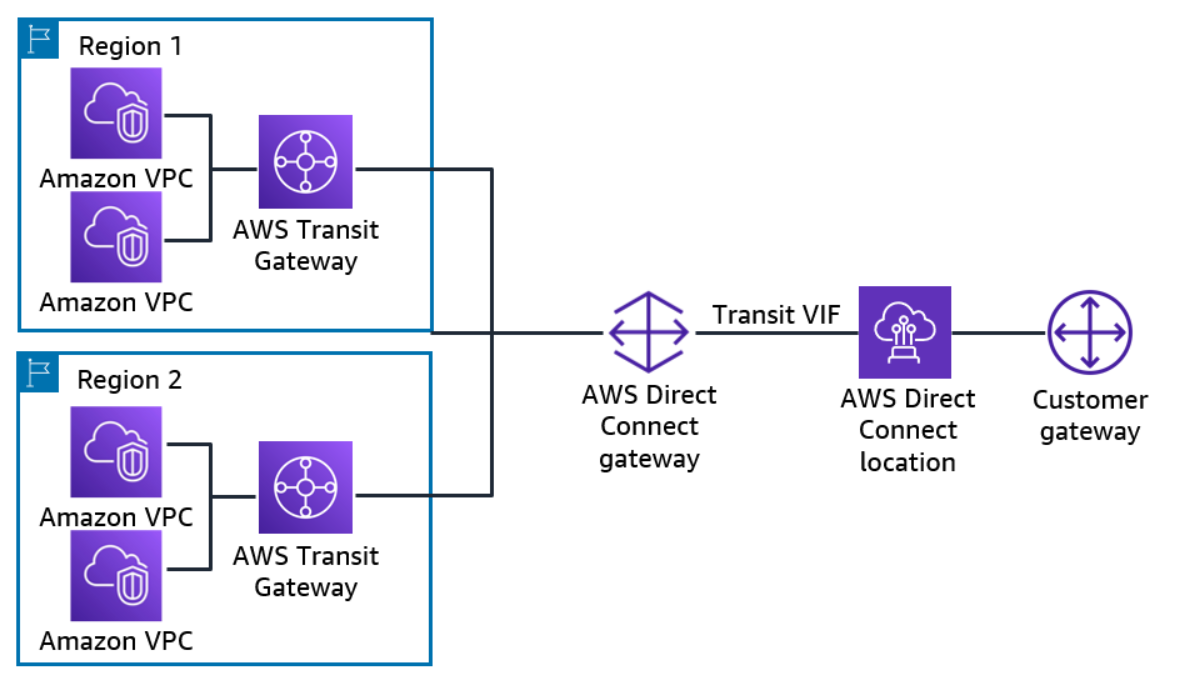 Region 1
Amazon VPC
Amazon VPC
AWS Transit
Gateway
Region 2
Amazon VPC
Amazon VPC
AWS Transit
Gateway
AWS Direct
Connect
gateway
Transit VIF
AWS Direct
Connect
location
Customer
gateway